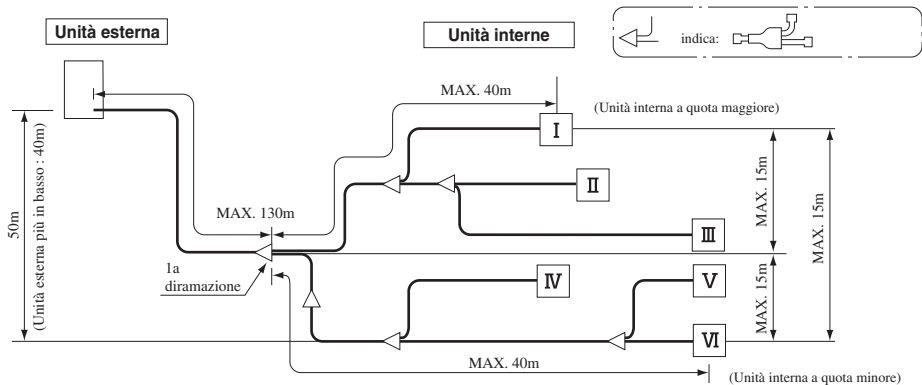 Unità esterna
Unità interne
indica:
MAX. 40m
(Unità interna a quota maggiore)
I
II
III
MAX. 130m
1a
diramazione
50m
(Unità esterna più in basso : 40m)
MAX. 15m
MAX. 15m
MAX. 15m
IV
V
VI
MAX. 40m
(Unità interna a quota minore)